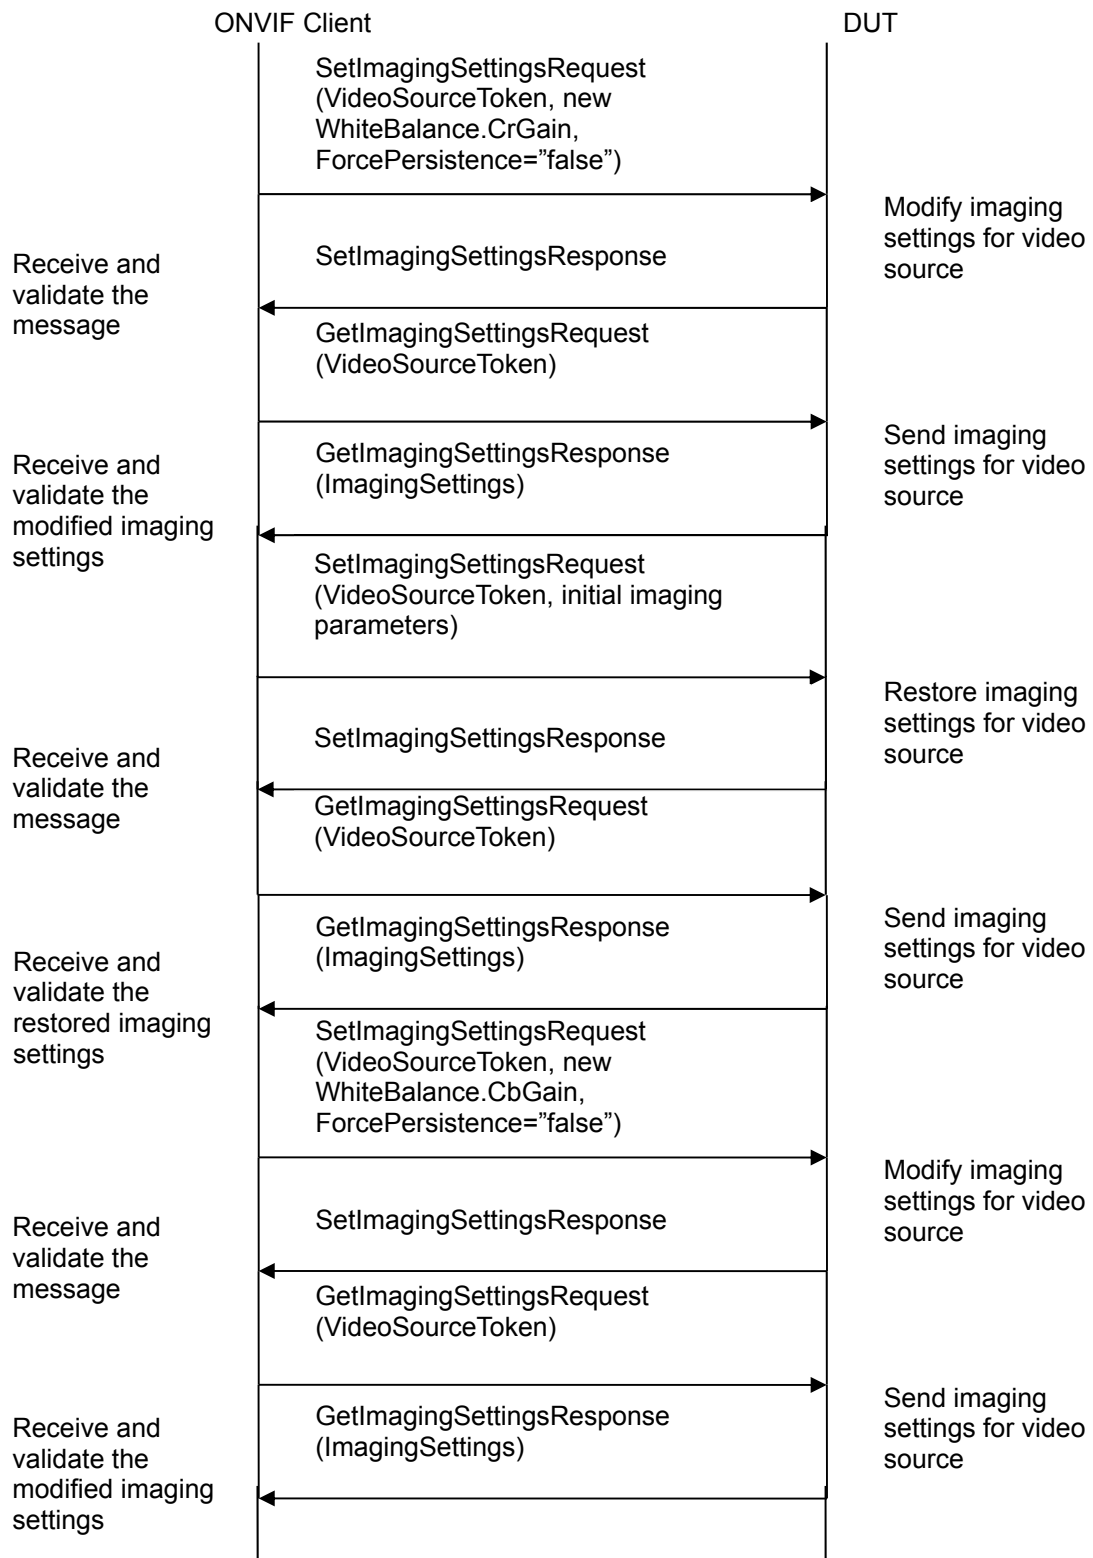 ONVIF Client
DUT
SetImagingSettingsRequest
(VideoSourceToken, new
WhiteBalance.CrGain,
ForcePersistence=”false”)
Modify imaging
settings for video
source
SetImagingSettingsResponse
Receive and
validate the
message
GetImagingSettingsRequest
(VideoSourceToken)
Send imaging
settings for video
source
GetImagingSettingsResponse
(ImagingSettings)
Receive and
validate the
modified imaging
settings
SetImagingSettingsRequest
(VideoSourceToken, initial imaging
parameters)
Restore imaging
settings for video
source
SetImagingSettingsResponse
Receive and
validate the
message
GetImagingSettingsRequest
(VideoSourceToken)
Send imaging
settings for video
source
GetImagingSettingsResponse
(ImagingSettings)
Receive and
validate the
restored imaging
settings
SetImagingSettingsRequest
(VideoSourceToken, new
WhiteBalance.CbGain,
ForcePersistence=”false”)
Modify imaging
settings for video
source
SetImagingSettingsResponse
Receive and
validate the
message
GetImagingSettingsRequest
(VideoSourceToken)
Send imaging
settings for video
source
GetImagingSettingsResponse
(ImagingSettings)
Receive and
validate the
modified imaging
settings